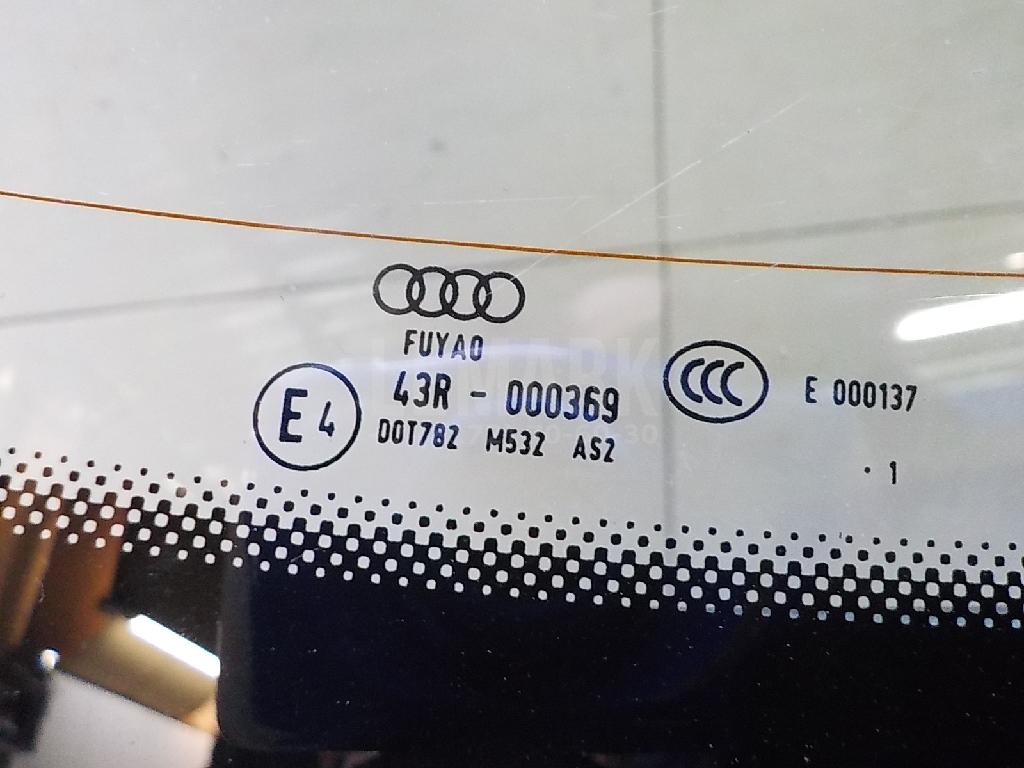 FUYAO
E4
43R - 000369
DOT782 M532 AS2
CCC
E 000137
. 1